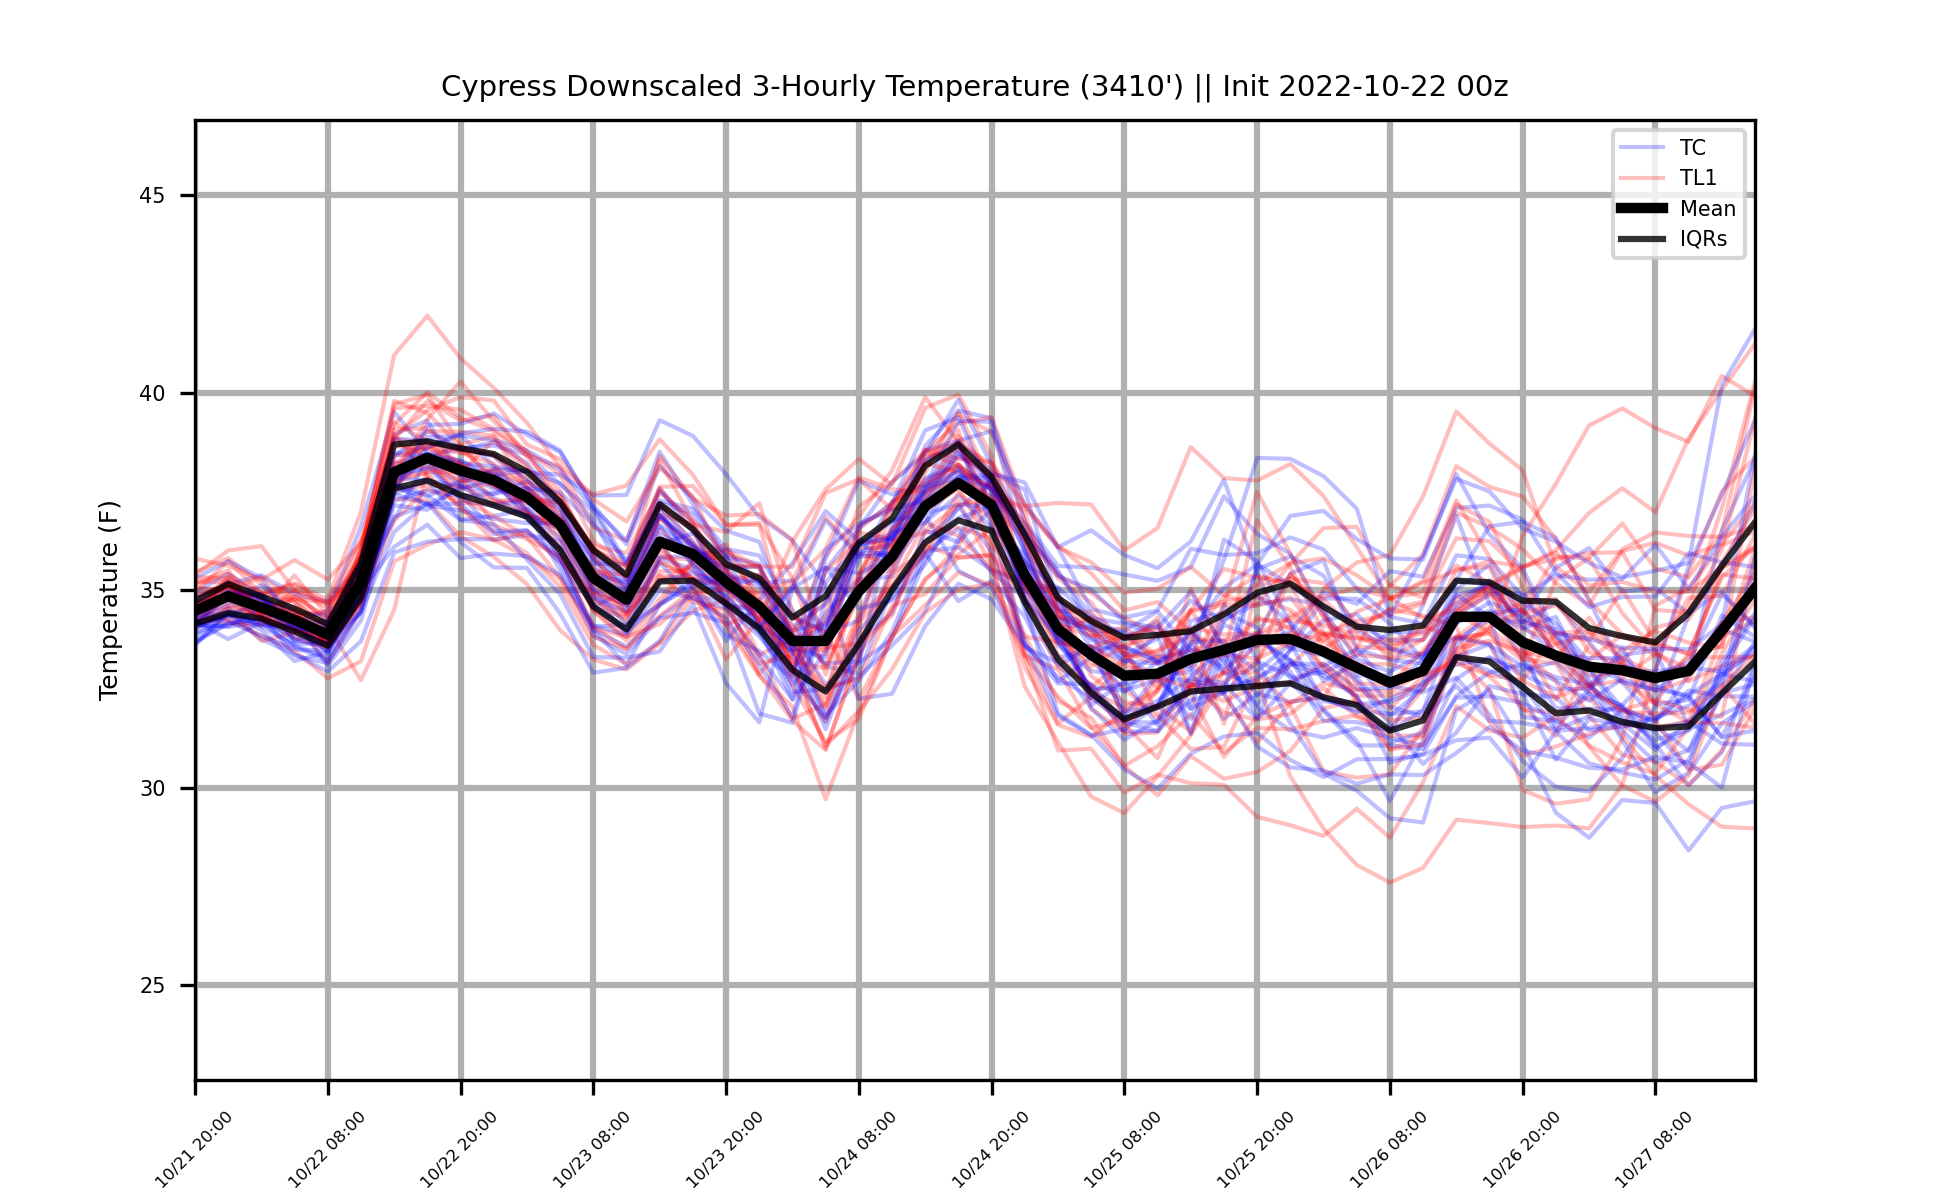 Cypress Downscaled 3-Hourly Temperature (3410') || Init 2022-10-22 00z
TC
TL1
Mean
IQRs
Temperature (F)
45
40
35
30
25
10/21 20:00
10/22 08:00
10/22 20:00
10/23 08:00
10/23 20:00
10/24 08:00
10/24 20:00
10/25 08:00
10/25 20:00
10/26 08:00
10/26 20:00
10/27 08:00